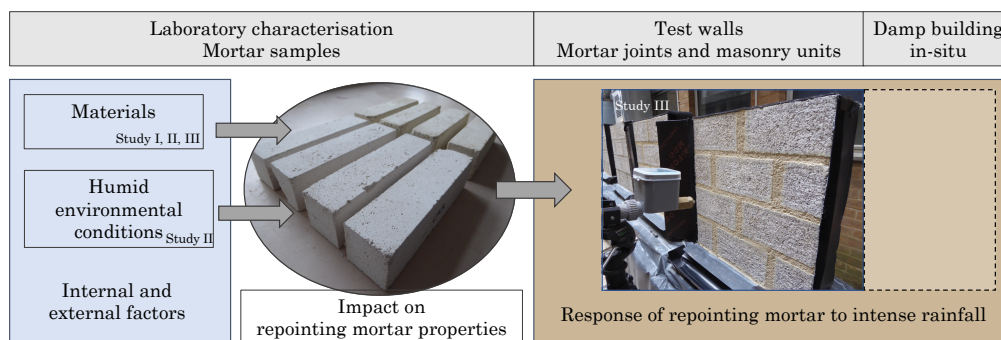 Laboratory characterisation
Mortar samples
Test walls
Mortar joints and masonry units
Damp building
in-situ
Materials
Study I, II, III
Humid
environmental
conditions Study II
Internal and
external factors
Impact on
repointing mortar properties
Study III
Response of repointing mortar to intense rainfall